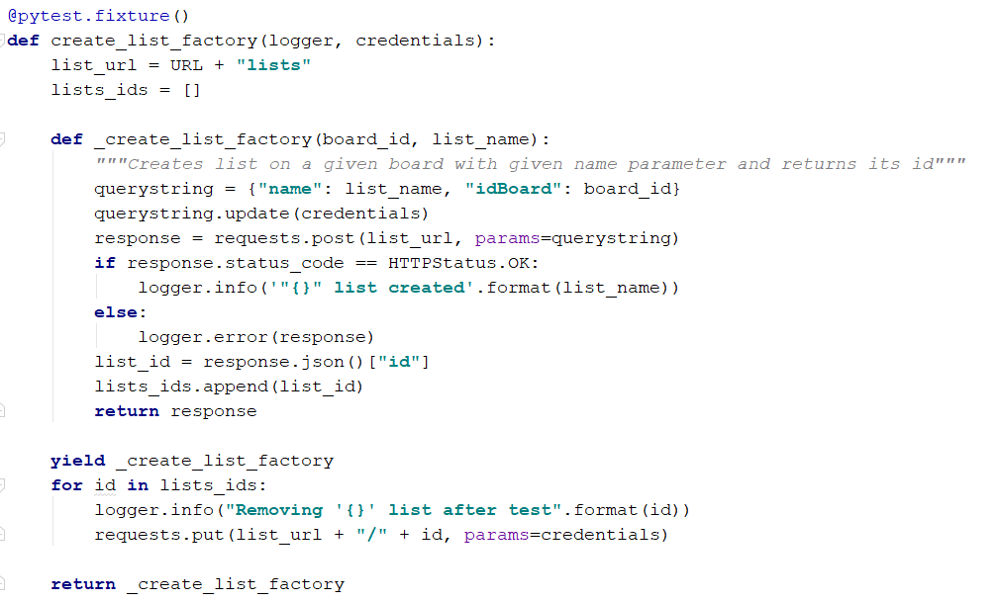 @pytest.fixture()
def create_list_factory(logger, credentials):
    list_url = URL + "lists"
    lists_ids = []

    def _create_list_factory(board_id, list_name):
        """Creates list on a given board with given name parameter and returns its id"""
        querystring = {"name": list_name, "idBoard": board_id}
        querystring.update(credentials)
        response = requests.post(list_url, params=querystring)
        if response.status_code == HTTPStatus.OK:
            logger.info('"{}" list created'.format(list_name))
        else:
            logger.error(response)
        list_id = response.json()["id"]
        lists_ids.append(list_id)
        return response

    yield _create_list_factory
    for id in lists_ids:
        logger.info("Removing '{}' list after test".format(id))
        requests.put(list_url + "/" + id, params=credentials)

    return _create_list_factory